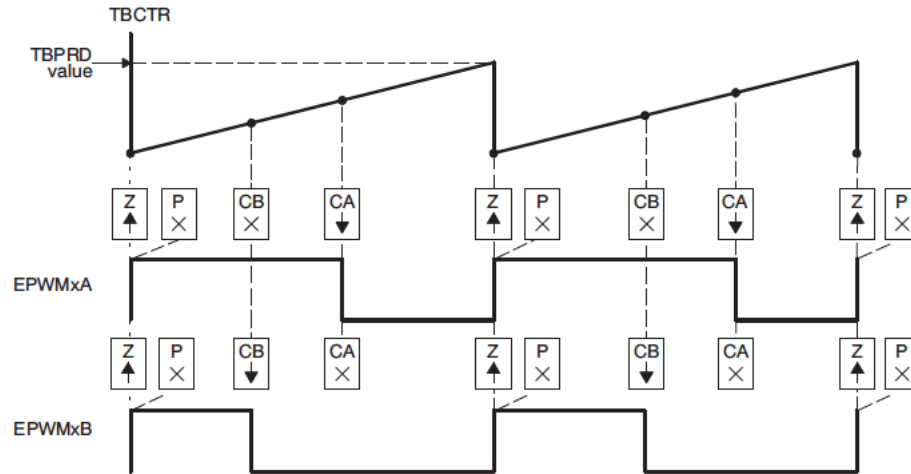 TBCTR
TBPRD
value
Z P CB CA Z P CB CA Z P
EPWMxA
Z P CB CA Z P CB CA Z P
EPWMxB